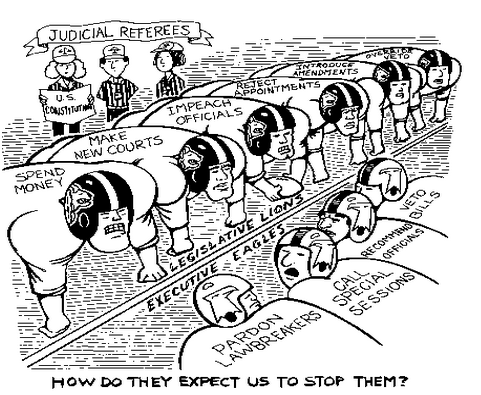 JUDICIAL REFEREES
U.S.
CONSTITUTION
SPEND
MONEY
MAKE
NEW COURTS
IMPEACH
OFFICIALS
REJECT
APPOINTMENTS
INTRODUCE
AMENDMENTS
OVERRIDE
VETO
LEGISLATIVE LIONS
EXECUTIVE EAGLES
PARDON
LAWBREAKERS
CALL
SPECIAL
SESSIONS
RECOMMEND
OFFICIALS
VETO
BILLS
HOW DO THEY EXPECT US TO STOP THEM?